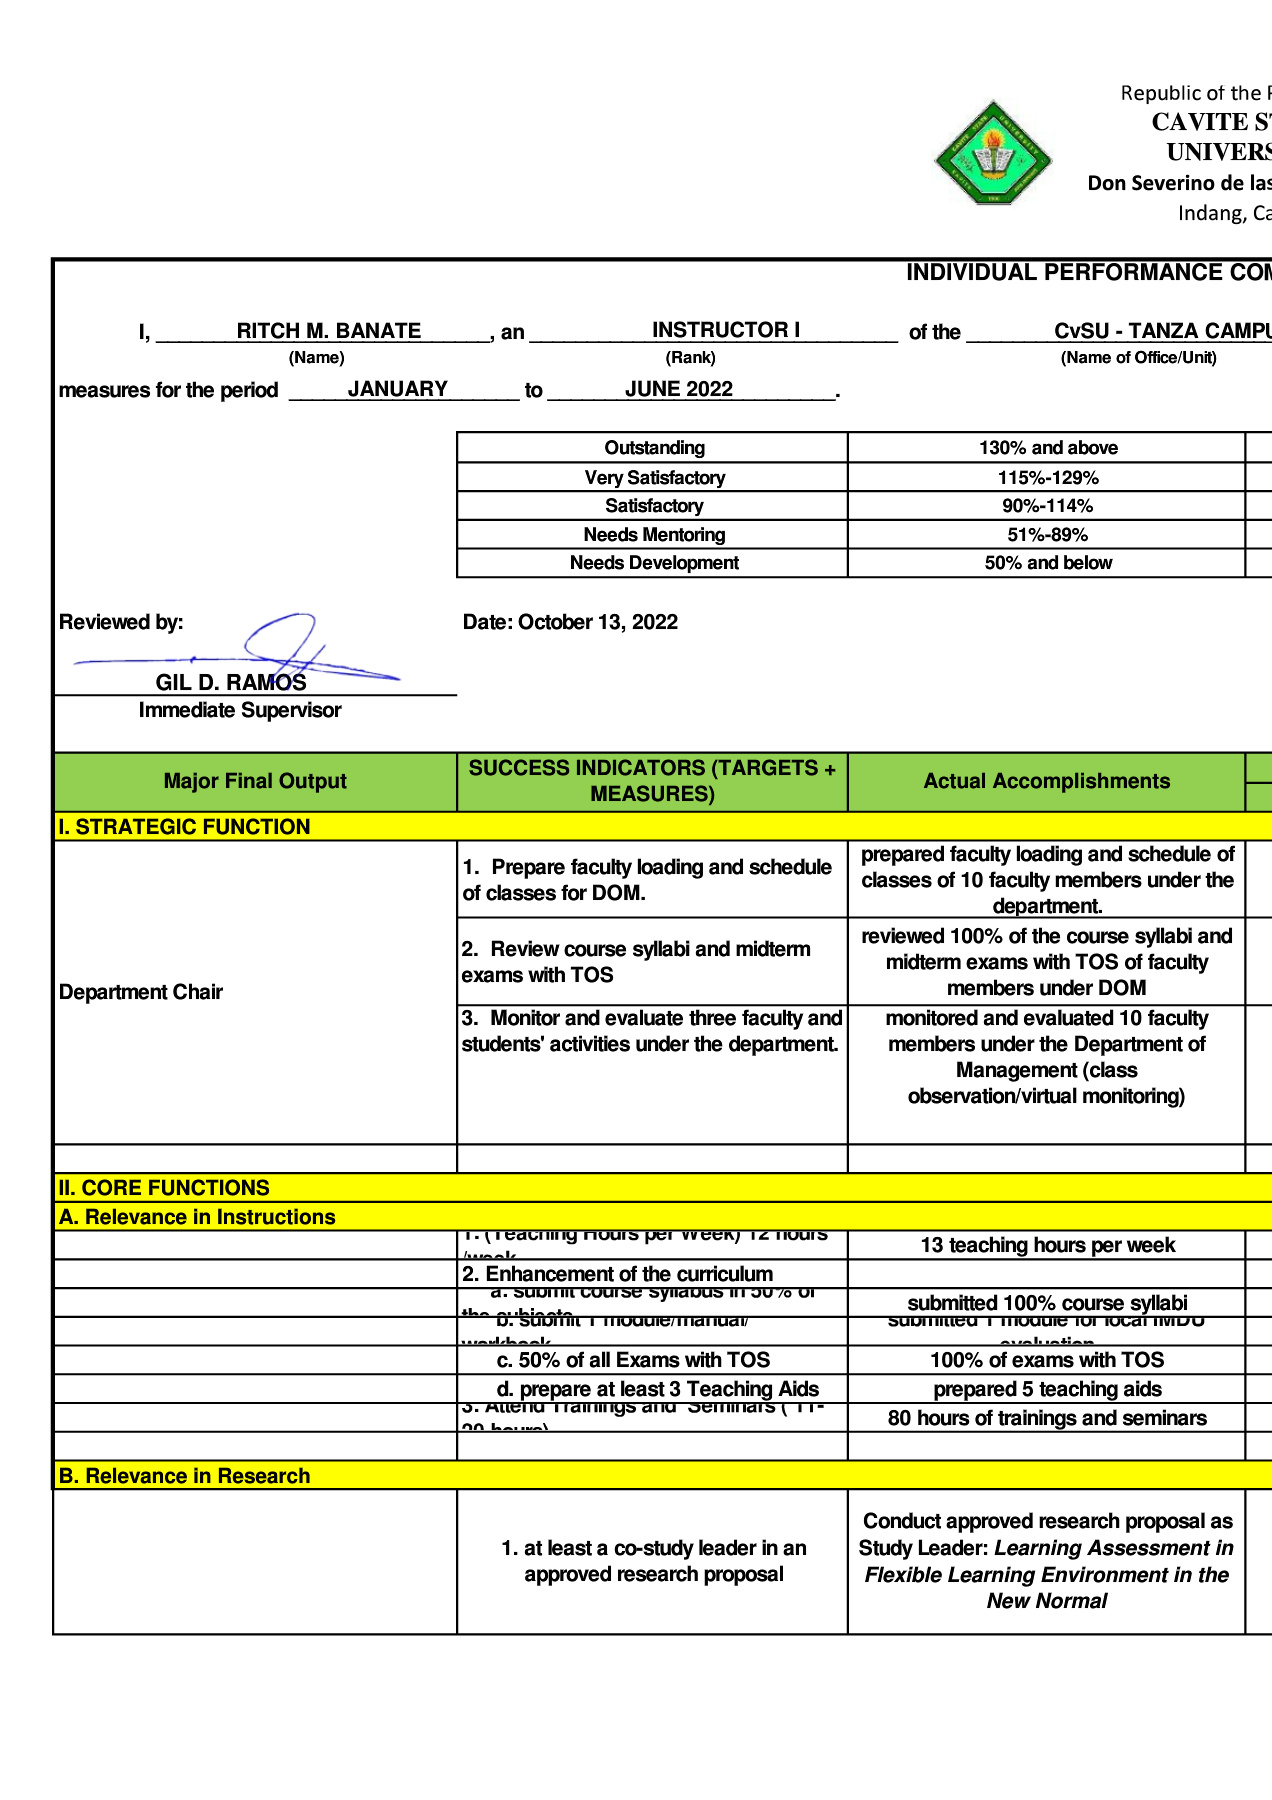 Republic of the
CAVITE
UNIVERS
Don Severino de las
Indang,
INDIVIDUAL PERFORMANCE
I, RITCH M. BANATE, an INSTRUCTOR I of the CvSU - TANZA CAMPU
(Name) (Rank) (Name of Office/Unit)
measures for the period JANUARY to JUNE 2022.
Outstanding 130% and above
Very Satisfactory 115%-129%
Satisfactory 90%-114%
Needs Mentoring 51%-89%
Needs Development 50% and below
Reviewed by: Date: October 13, 2022
GIL D. RAMOS
Immediate Supervisor
Major Final Output
SUCCESS INDICATORS (TARGETS +
MEASURES)
Actual Accomplishments
I. STRATEGIC FUNCTION
Department Chair
1. Prepare faculty loading and schedule
of classes for DOM.
prepared faculty loading and schedule of
classes of 10 faculty members under the
department.
2. Review course syllabi and midterm
exams with TOS
reviewed 100% of the course syllabi and
midterm exams with TOS of faculty
members under DOM
3. Monitor and evaluate three faculty and
students' activities under the department.
monitored and evaluated 10 faculty
members under the Department of
Management (class
observation/virtual monitoring)
II. CORE FUNCTIONS
A. Relevance in Instructions
1. (Teaching Hours per Week) 12 hours
/week
13 teaching hours per week
2. Enhancement of the curriculum
a. submit course syllabus in 50% of
the subjects
submitted 100% course syllabi
b. submit 1 module/manual/
workbook
submitted 1 module for local IMDU
evaluation
c. 50% of all Exams with TOS
100% of exams with TOS
d. prepare at least 3 Teaching Aids
prepared 5 teaching aids
3. Attend Trainings and Seminars ( 11-
20 hours)
80 hours of trainings and seminars
B. Relevance in Research
1. at least a co-study leader in an
approved research proposal
Conduct approved research proposal as
Study Leader: Learning Assessment in
Flexible Learning Environment in the
New Normal